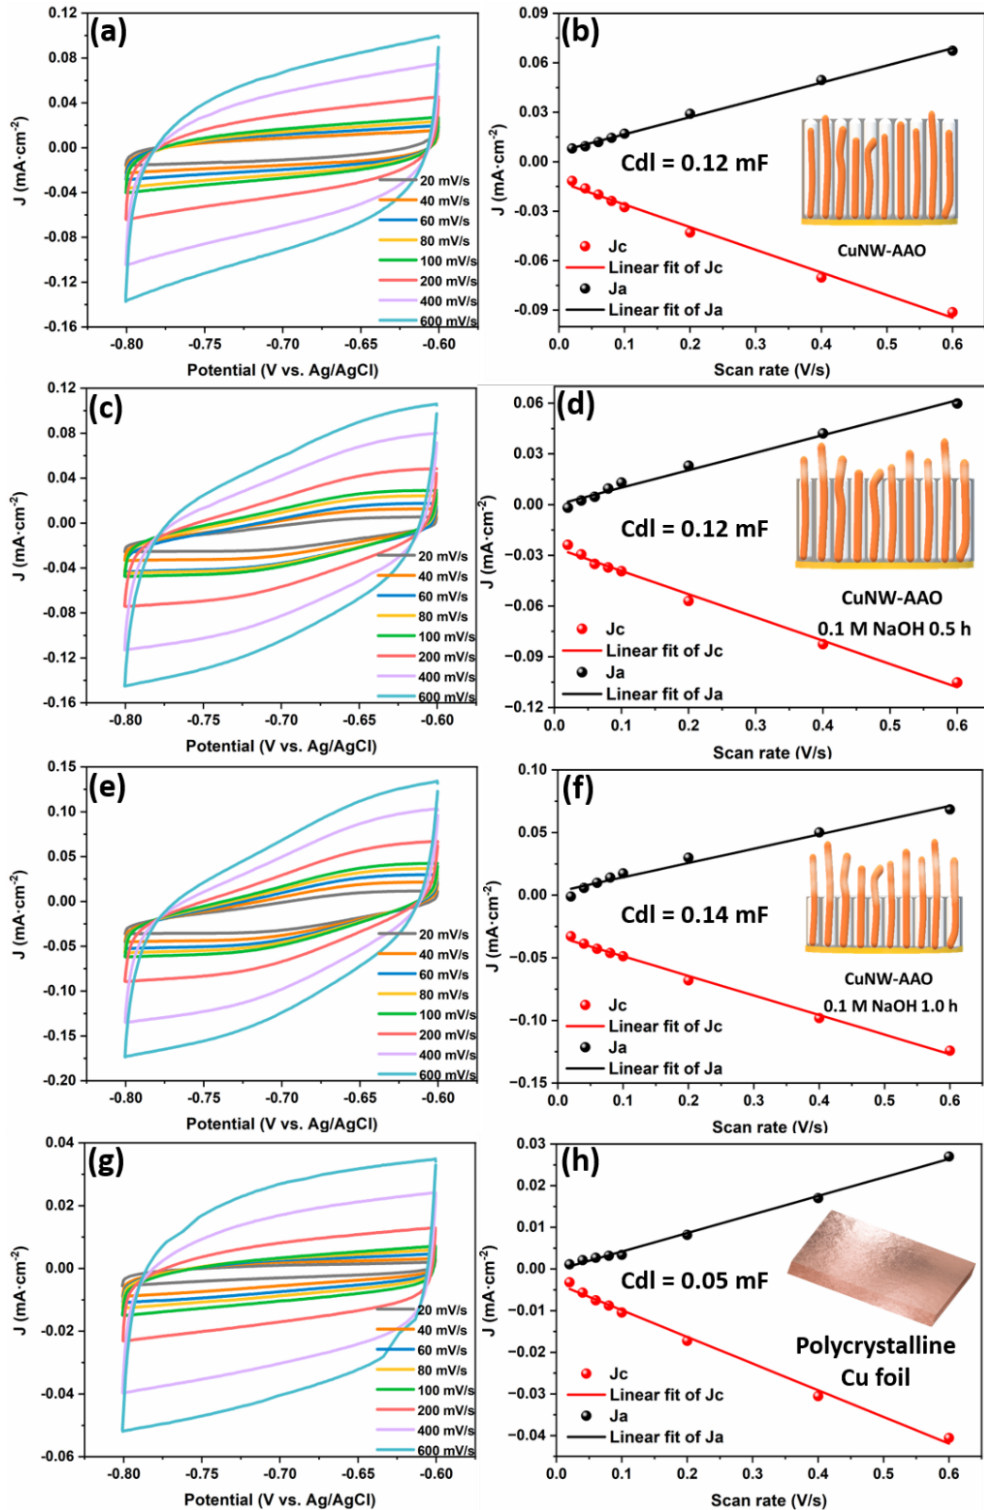 (a)
J (mA·cm-2)
0.12
0.08
0.04
0.00
-0.04
-0.08
-0.12
-0.16
20 mV/s
40 mV/s
60 mV/s
80 mV/s
100 mV/s
200 mV/s
400 mV/s
600 mV/s
-0.80 -0.75 -0.70 -0.65 -0.60
Potential (V vs. Ag/AgCl)
(b)
J (mA·cm-2)
0.09
0.06
0.03
0.00
-0.03
-0.06
-0.09
Cdl = 0.12 mF
CuNW-AAO
Jc
Linear fit of Jc
Ja
Linear fit of Ja
0.0 0.1 0.2 0.3 0.4 0.5 0.6
Scan rate (V/s)
(c)
J (mA·cm-2)
0.12
0.08
0.04
0.00
-0.04
-0.08
-0.12
-0.16
20 mV/s
40 mV/s
60 mV/s
80 mV/s
100 mV/s
200 mV/s
400 mV/s
600 mV/s
-0.80 -0.75 -0.70 -0.65 -0.60
Potential (V vs. Ag/AgCl)
(d)
J (mA·cm-2)
0.06
0.03
0.00
-0.03
-0.06
-0.09
−0.12
Cdl = 0.12 mF
CuNW-AAO
0.1 M NaOH 0.5 h
Jc
Linear fit of Jc
Ja
Linear fit of Ja
0.0 0.1 0.2 0.3 0.4 0.5 0.6
Scan rate (V/s)
(e)
J (mA·cm-2)
0.15
0.10
0.05
0.00
-0.05
-0.10
-0.15
-0.20
20 mV/s
40 mV/s
60 mV/s
80 mV/s
100 mV/s
200 mV/s
400 mV/s
600 mV/s
-0.80 -0.75 -0.70 -0.65 -0.60
Potential (V vs. Ag/AgCl)
(f)
J (mA·cm-2)
0.10
0.05
0.00
−0.05
−0.10
−0.15
Cdl = 0.14 mF
CuNW-AAO
0.1 M NaOH 1.0 h
Jc
Linear fit of Jc
Ja
Linear fit of Ja
0.0 0.1 0.2 0.3 0.4 0.5 0.6
Scan rate (V/s)
(g)
J (mA·cm-2)
0.04
0.02
0.00
-0.02
-0.04
-0.06
20 mV/s
40 mV/s
60 mV/s
80 mV/s
100 mV/s
200 mV/s
400 mV/s
600 mV/s
-0.80 -0.75 -0.70 -0.65 -0.60
Potential (V vs. Ag/AgCl)
(h)
J (mA·cm-2)
0.03
0.02
0.01
0.00
-0.01
-0.02
-0.03
-0.04
Cdl = 0.05 mF
Polycrystalline
Cu foil
Jc
Linear fit of Jc
Ja
Linear fit of Ja
0.0 0.1 0.2 0.3 0.4 0.5 0.6
Scan rate (V/s)